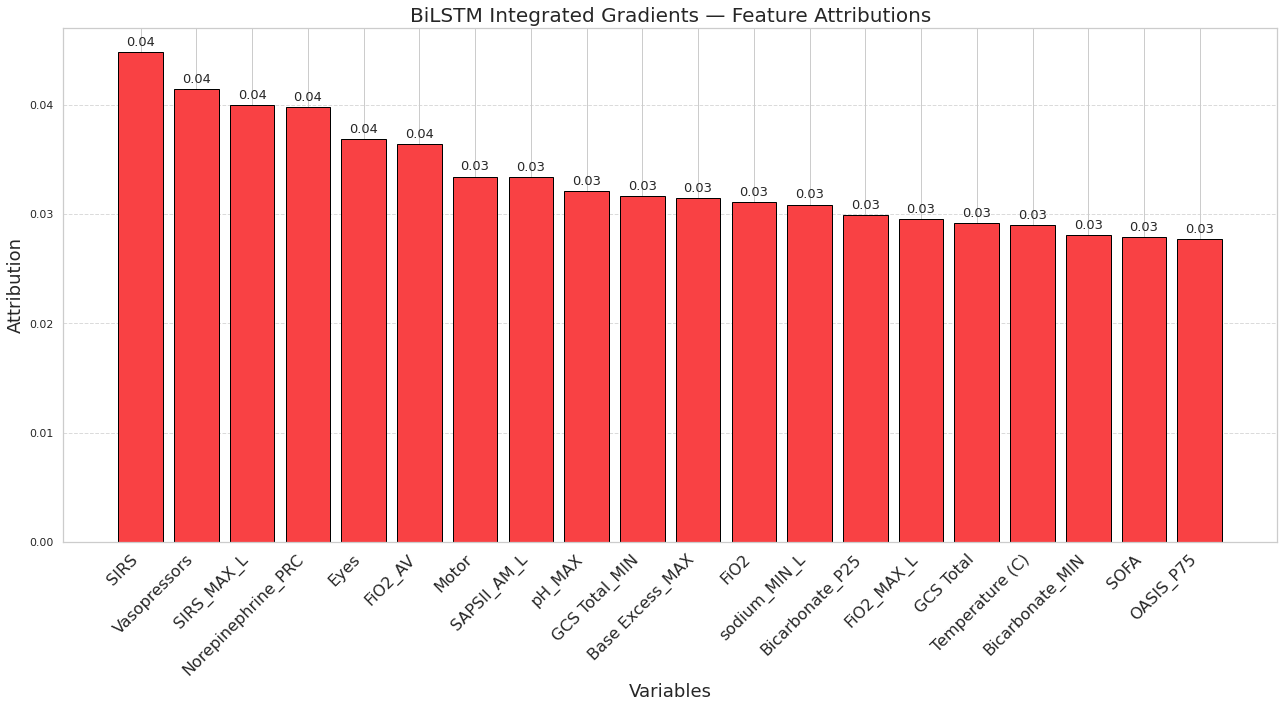 BiLSTM Integrated Gradients — Feature Attributions
0.04
0.04
0.04
0.04
0.04
0.04
0.03
0.03
0.03
0.03
0.03
0.03
0.03
0.03
0.03
0.03
0.03
0.03
0.03
0.03
Attribution
0.04
0.03
0.02
0.01
0.00
SIRS
Vasopressors
SIRS_MAX_L
Norepinephrine_PRC
Eyes
FiO2_AV
Motor
SAPSII_AM_L
pH_MAX
GCS Total_MIN
Base Excess_MAX
FiO2
sodium_MIN_L
Bicarbonate_P25
FiO2_MAX_L
GCS Total
Temperature (C)
Bicarbonate_MIN
SOFA
OASIS_P75
Variables